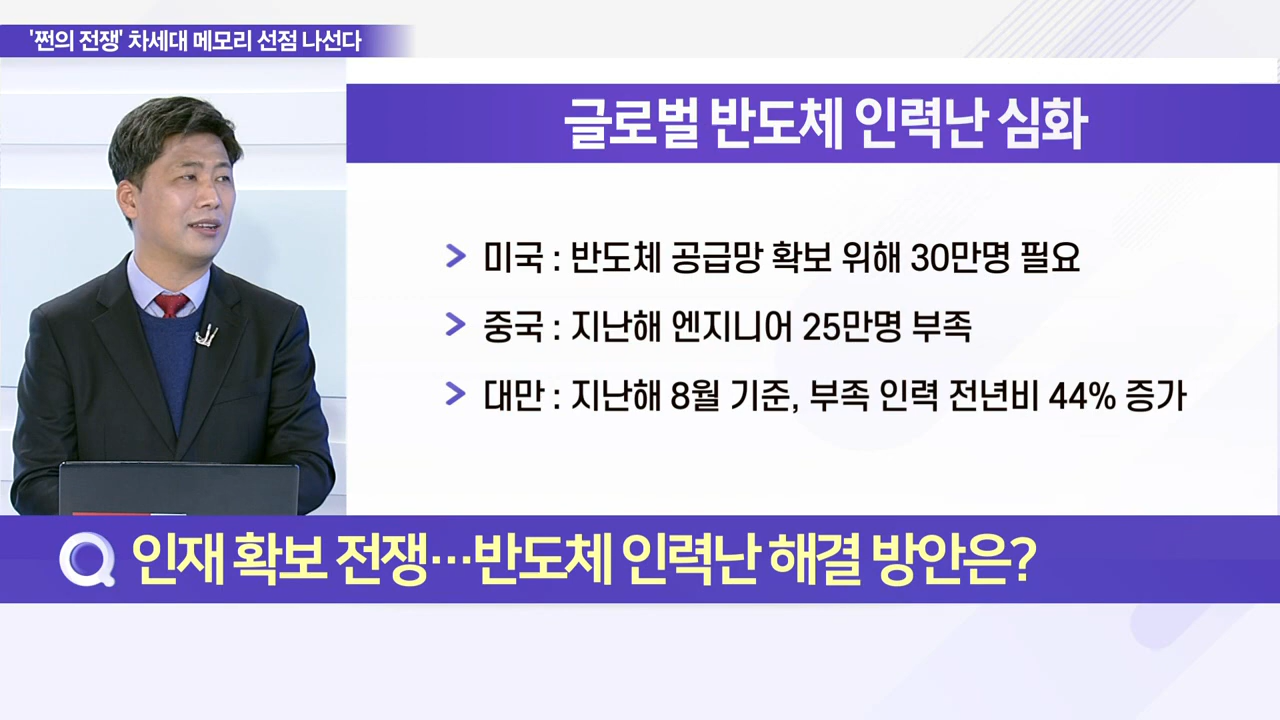 '쩐의 전쟁' 차세대 메모리 선점 나선다
글로벌 반도체 인력난 심화
> 미국 : 반도체 공급망 확보 위해 30만명 필요
> 중국 : 지난해 엔지니어 25만명 부족
> 대만 : 지난해 8월 기준, 부족 인력 전년비 44% 증가
Q 인재 확보 전쟁…반도체 인력난 해결 방안은?